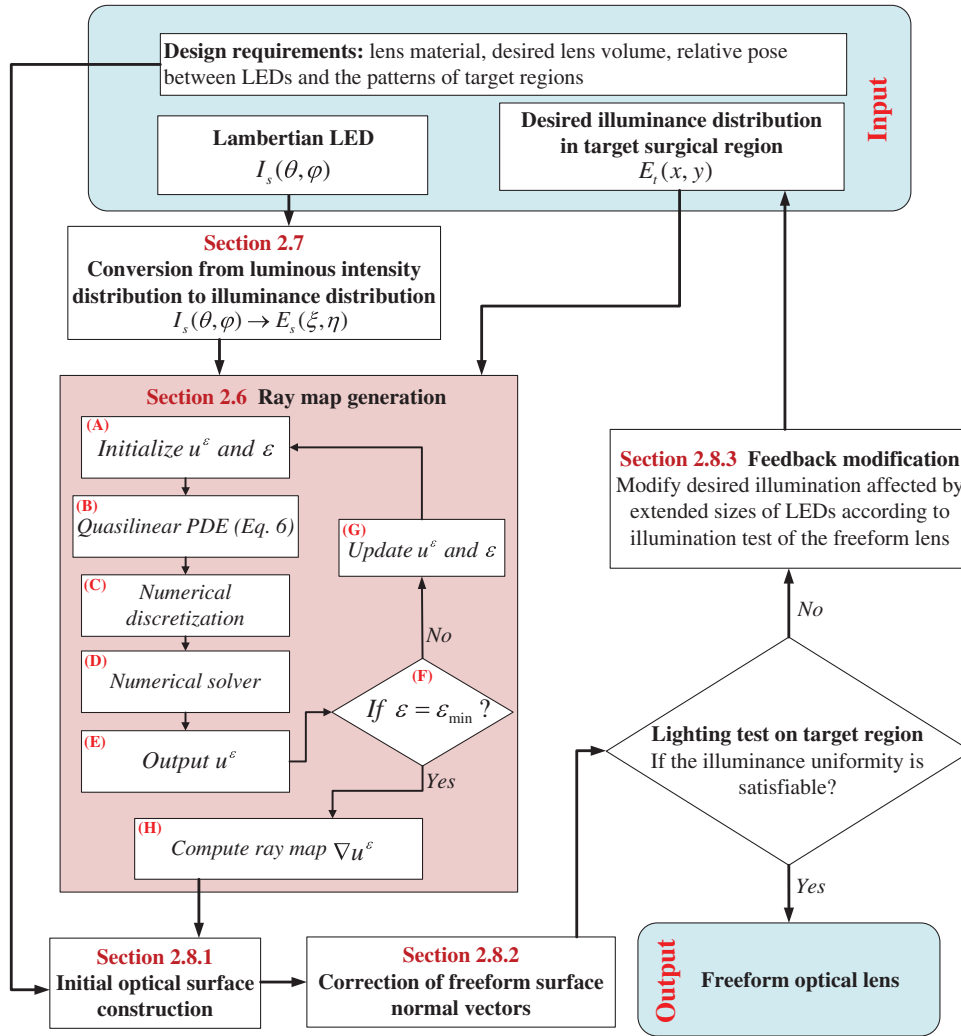 Design requirements: lens material, desired lens volume, relative pose
between LEDs and the patterns of target regions
Input
Lambertian LED
I_s(θ,φ)
Desired illuminance distribution
in target surgical region
E_t(x, y)
Section 2.7
Conversion from luminous intensity
distribution to illuminance distribution
I_s(θ,φ) → E_s(ξ,η)
Section 2.6 Ray map generation
(A)
Initialize u^ε and ε
(B)
Quasilinear PDE (Eq. 6)
(C)
Numerical
discretization
(D)
Numerical solver
(E)
Output u^ε
(F)
If ε = ε_min ?
No
(G)
Update u^ε and ε
Yes
(H)
Compute ray map ∇u^ε
Section 2.8.1
Initial optical surface
construction
Section 2.8.2
Correction of freeform surface
normal vectors
Section 2.8.3 Feedback modification
Modify desired illumination affected by
extended sizes of LEDs according to
illumination test of the freeform lens
No
Lighting test on target region
If the illuminance uniformity is
satisfiable?
Yes
Output
Freeform optical lens